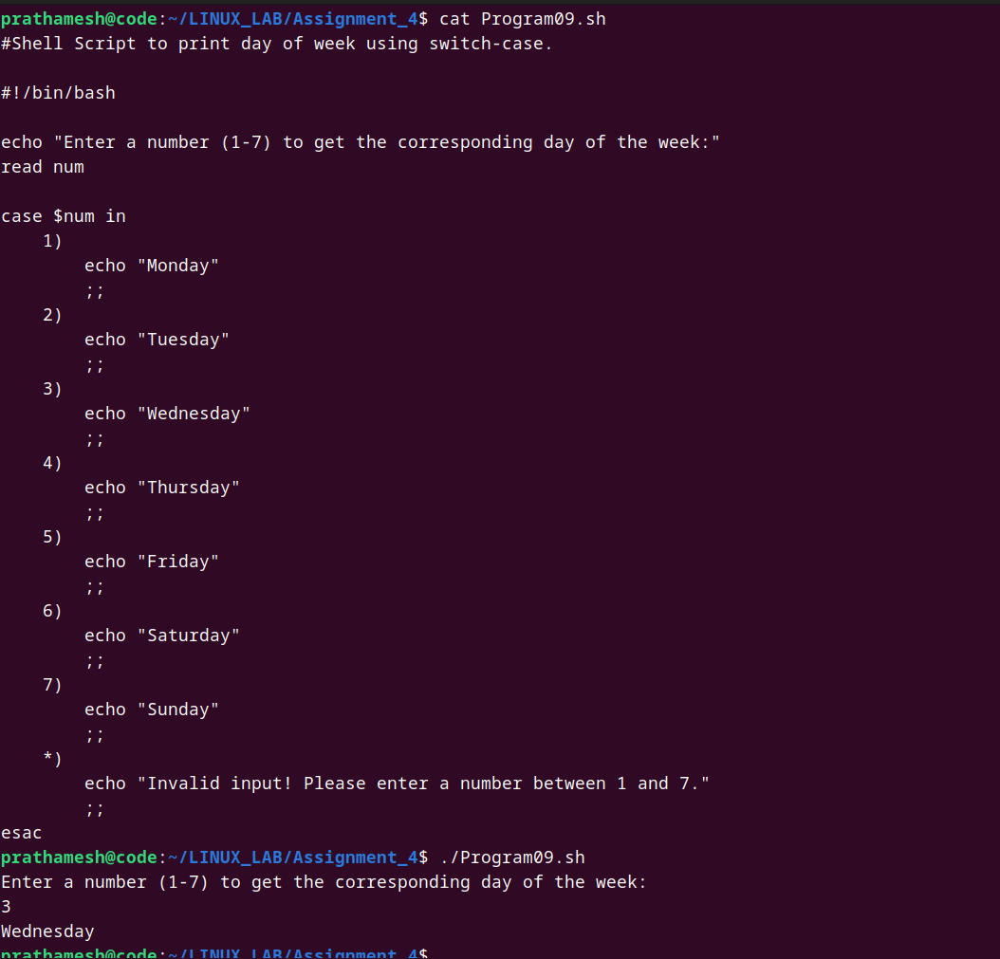 prathamesh@code:~/LINUX_LAB/Assignment_4$ cat Program09.sh
#Shell Script to print day of week using switch-case.

#!/bin/bash

echo "Enter a number (1-7) to get the corresponding day of the week:"
read num

case $num in
    1)
        echo "Monday"
        ;;
    2)
        echo "Tuesday"
        ;;
    3)
        echo "Wednesday"
        ;;
    4)
        echo "Thursday"
        ;;
    5)
        echo "Friday"
        ;;
    6)
        echo "Saturday"
        ;;
    7)
        echo "Sunday"
        ;;
    *)
        echo "Invalid input! Please enter a number between 1 and 7."
        ;;
esac
prathamesh@code:~/LINUX_LAB/Assignment_4$ ./Program09.sh
Enter a number (1-7) to get the corresponding day of the week:
3
Wednesday
prathamesh@code:~/LINUX_LAB/Assignment_4$